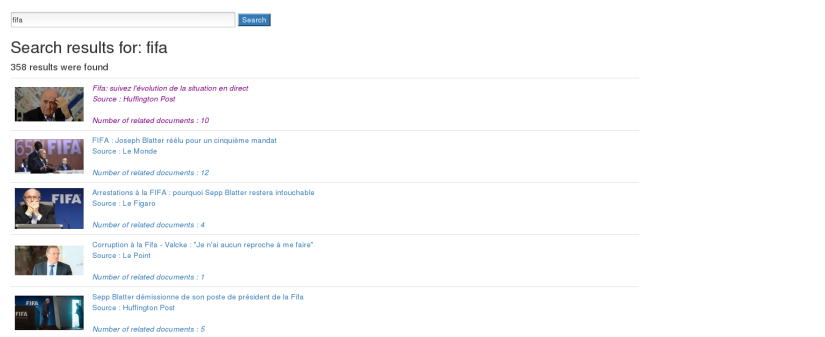 fifa Search
Search results for: fifa
358 results were found
Fifa: suivez l'évolution de la situation en direct
Source : Huffington Post
Number of related documents : 10
65 FIFA
FIFA : Joseph Blatter réélu pour un cinquième mandat
Source : Le Monde
Number of related documents : 12
FIFA
Arrestations à la FIFA : pourquoi Sepp Blatter restera intouchable
Source : Le Figaro
Number of related documents : 4
Corruption à la Fifa - Valcke : "Je n'ai aucun reproche à me faire"
Source : Le Point
Number of related documents : 1
FIFA
FIFA
Sepp Blatter démissionne de son poste de président de la Fifa
Source : Huffington Post
Number of related documents : 5